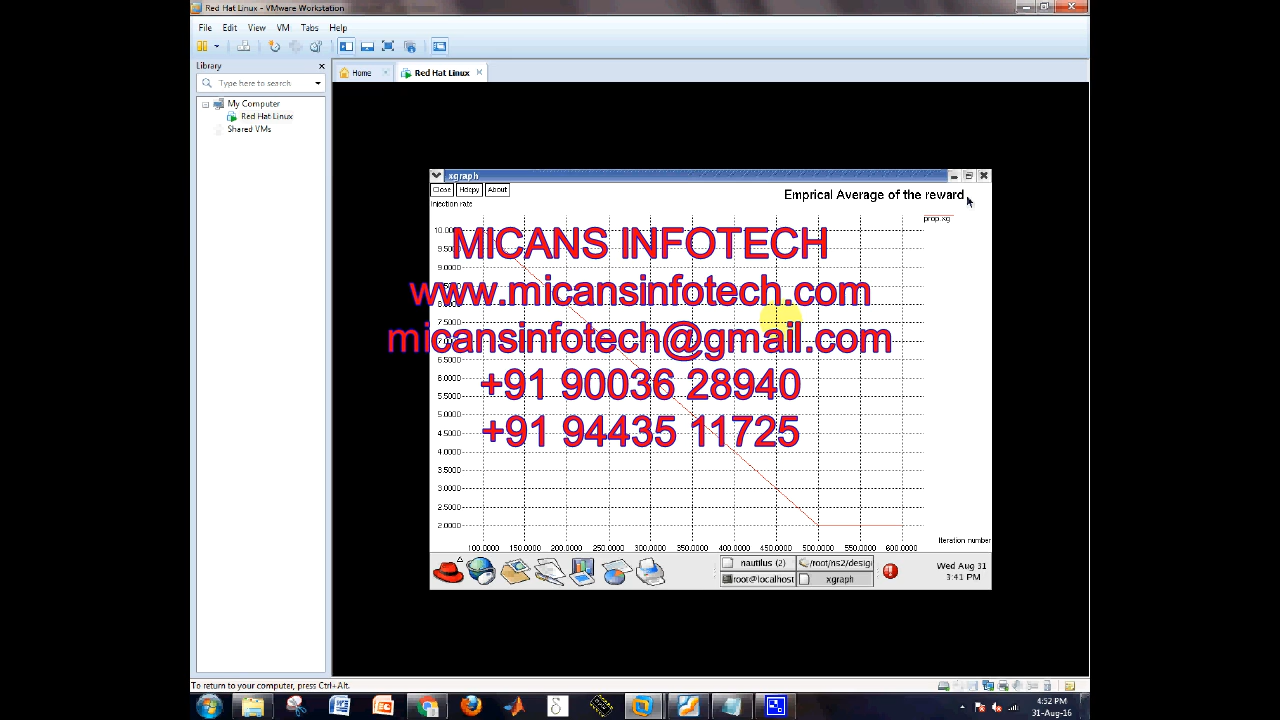 Red Hat Linux - VMware Workstation
File Edit View VM Tabs Help
Library
Type here to search
My Computer
Red Hat Linux
Shared VMs
Home
Red Hat Linux
xgraph
Close Hdcpy About
Emprical Average of the reward
Injection rate
prop.xg
MICANS INFOTECH
www.micansinfotech.com
micansinfotech@gmail.com
+91 90036 28940
+91 94435 11725
9.0000
7.5000
6.0000
4.5000
4.0000
3.5000
3.0000
2.5000
2.0000
Iteration number
100.0000 150.0000 200.0000 250.0000 300.0000 350.0000 400.0000 450.0000 500.0000 550.0000 600.0000
nautilus (2)
/root/ns2/desig
root@localhost
xgraph
Wed Aug 31
3:41 PM
To return to your computer, press Ctrl+Alt.
4:52 PM
31-Aug-16